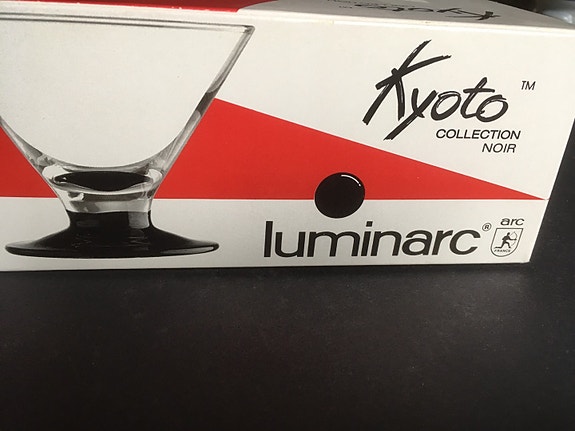 Kyoto™
COLLECTION
NOIR
luminarc®
arc
FRANCE